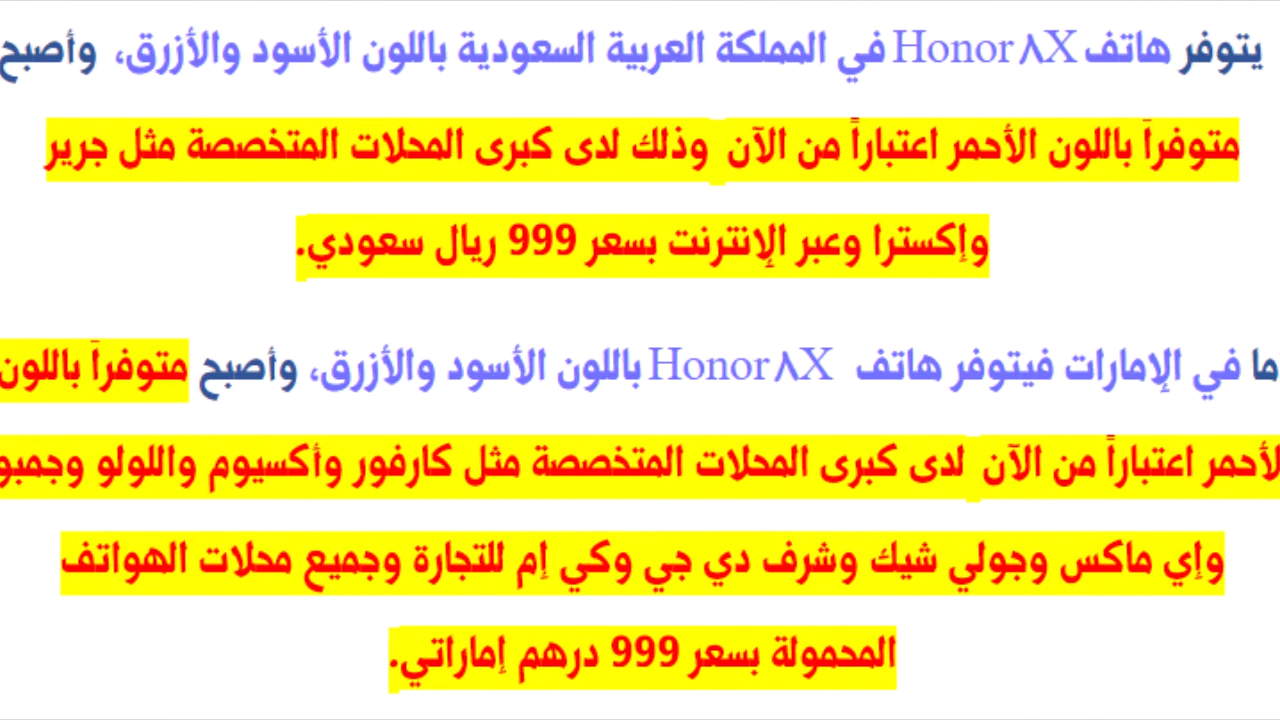 يتوفر هاتف Honor ٨X في المملكة العربية السعودية باللون الأسود والأزرق، وأصبح
متوفراً باللون الأحمر اعتباراً من الآن وذلك لدى كبرى المحلات المتخصصة مثل جرير
وإكسترا وعبر الإنترنت بسعر 999 ريال سعودي.
ما في الإمارات فيتوفر هاتف Honor ٨X باللون الأسود والأزرق، وأصبح متوفراً باللون
لأحمر اعتباراً من الآن لدى كبرى المحلات المتخصصة مثل كارفور وأكسيوم واللولو وجمبو
وإي ماكس وجولي شيك وشرف دي جي وكي إم للتجارة وجميع محلات الهواتف
المحمولة بسعر 999 درهم إماراتي.